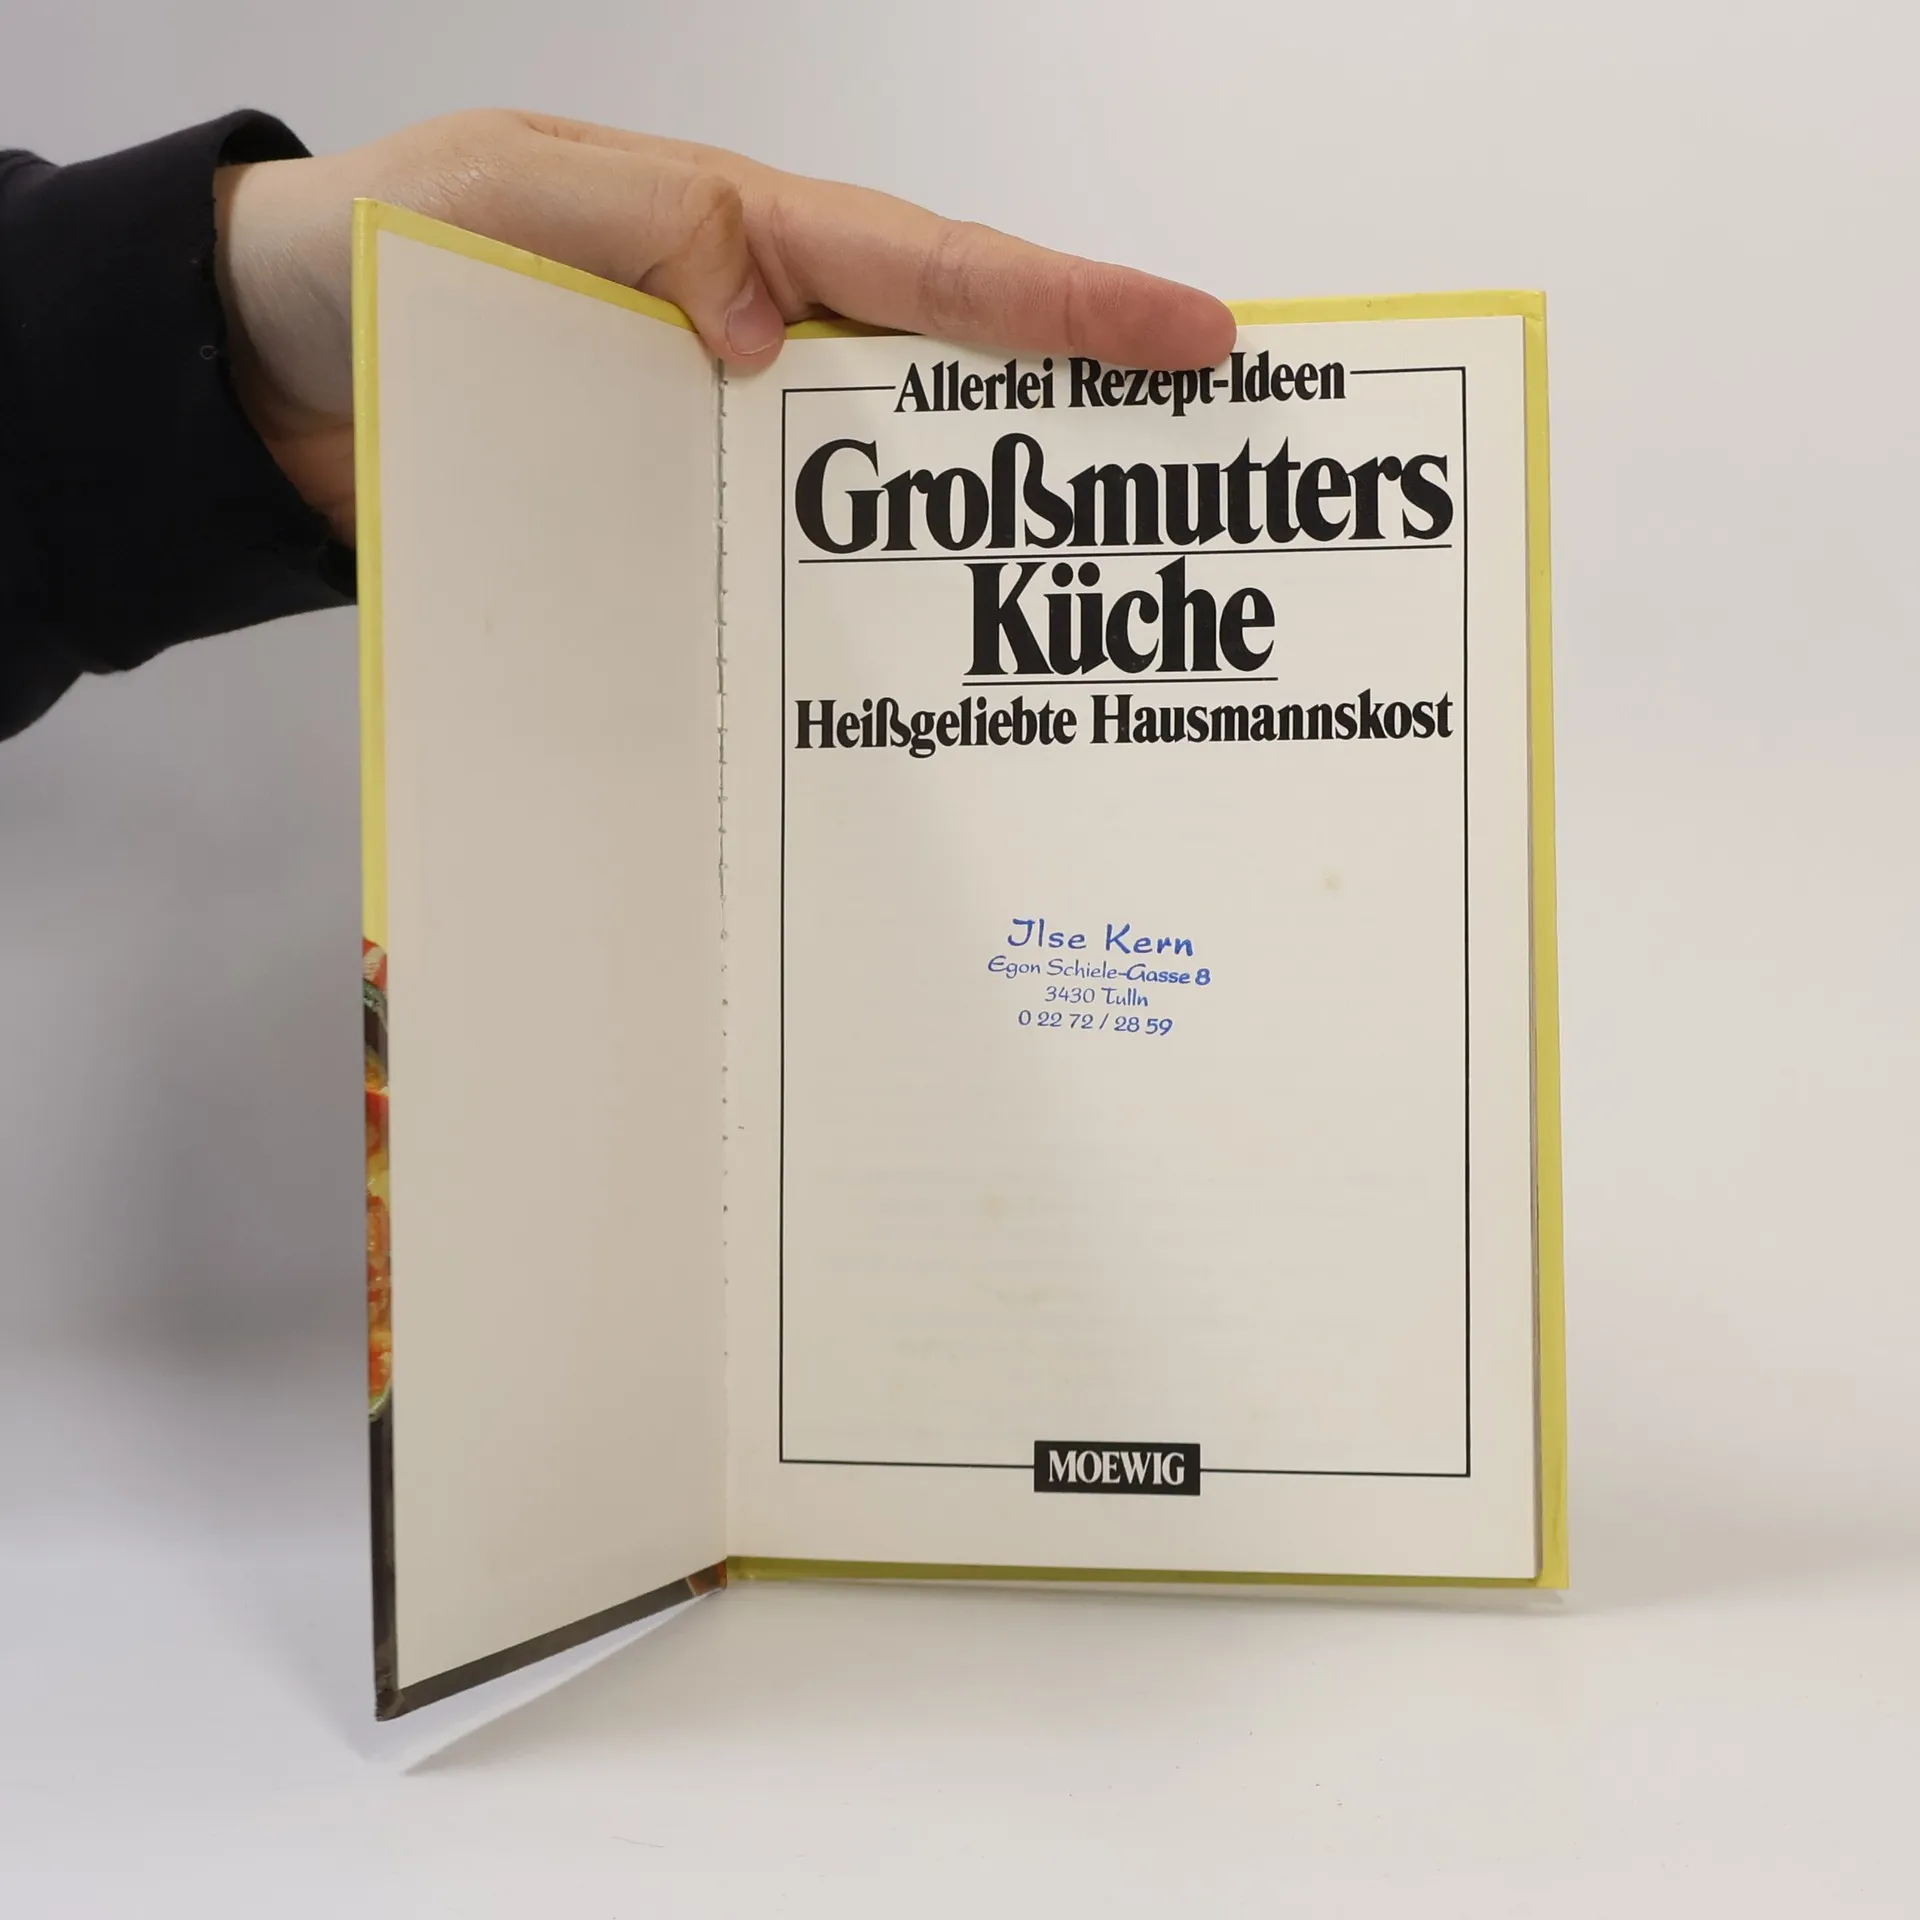 Allerlei Rezept-Ideen
Großmutters
Küche
Heißgeliebte Hausmannskost
Ilse Kern
Egon Schiele-Gasse 8
3430 Tulln
0 22 72 / 28 59
MOEWIG